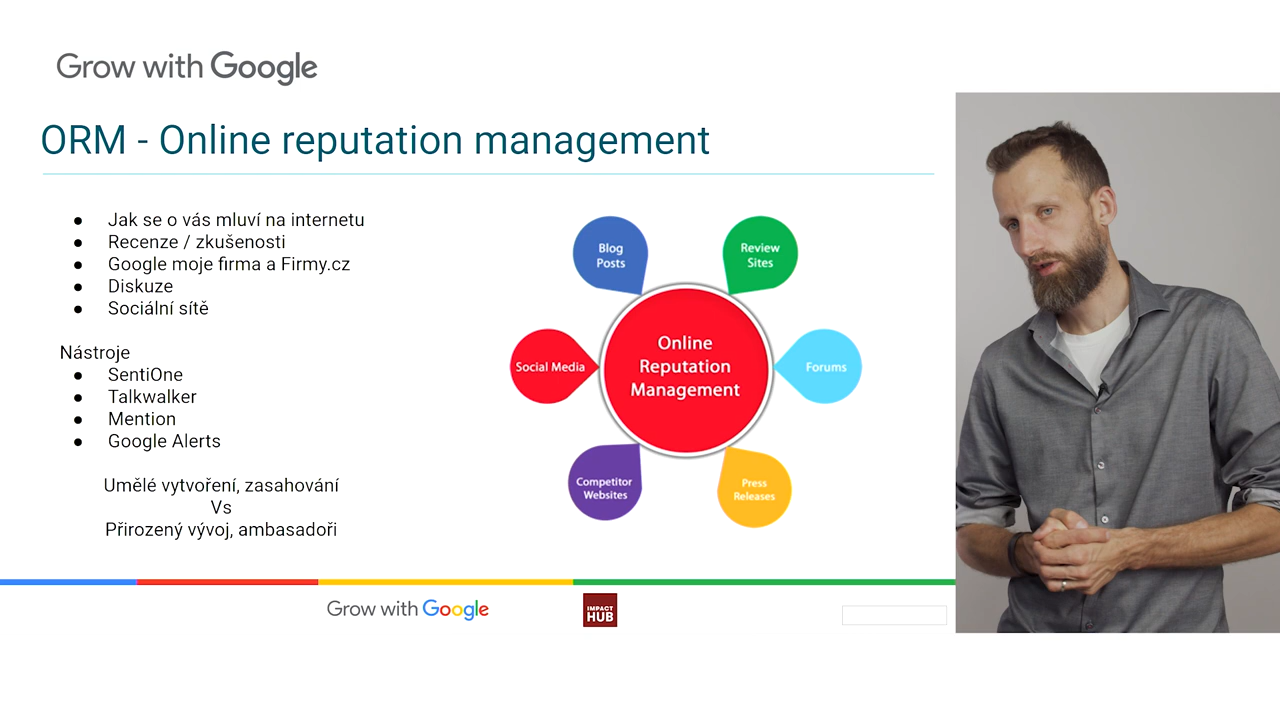 Grow with Google
ORM - Online reputation management
● Jak se o vás mluví na internetu
● Recenze / zkušenosti
● Google moje firma a Firmy.cz
● Diskuze
● Sociální sítě
Nástroje
● SentiOne
● Talkwalker
● Mention
● Google Alerts
Umělé vytvoření, zasahování
Vs
Přirozený vývoj, ambasadoři
Blog
Posts
Review
Sites
Social Media
Online
Reputation
Management
Forums
Competitor
Websites
Press
Releases
Grow with Google
IMPACT
HUB